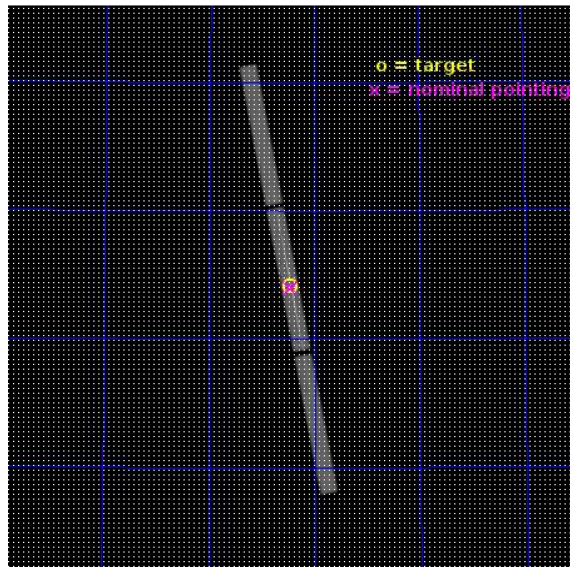 o = target
x = nominal pointing